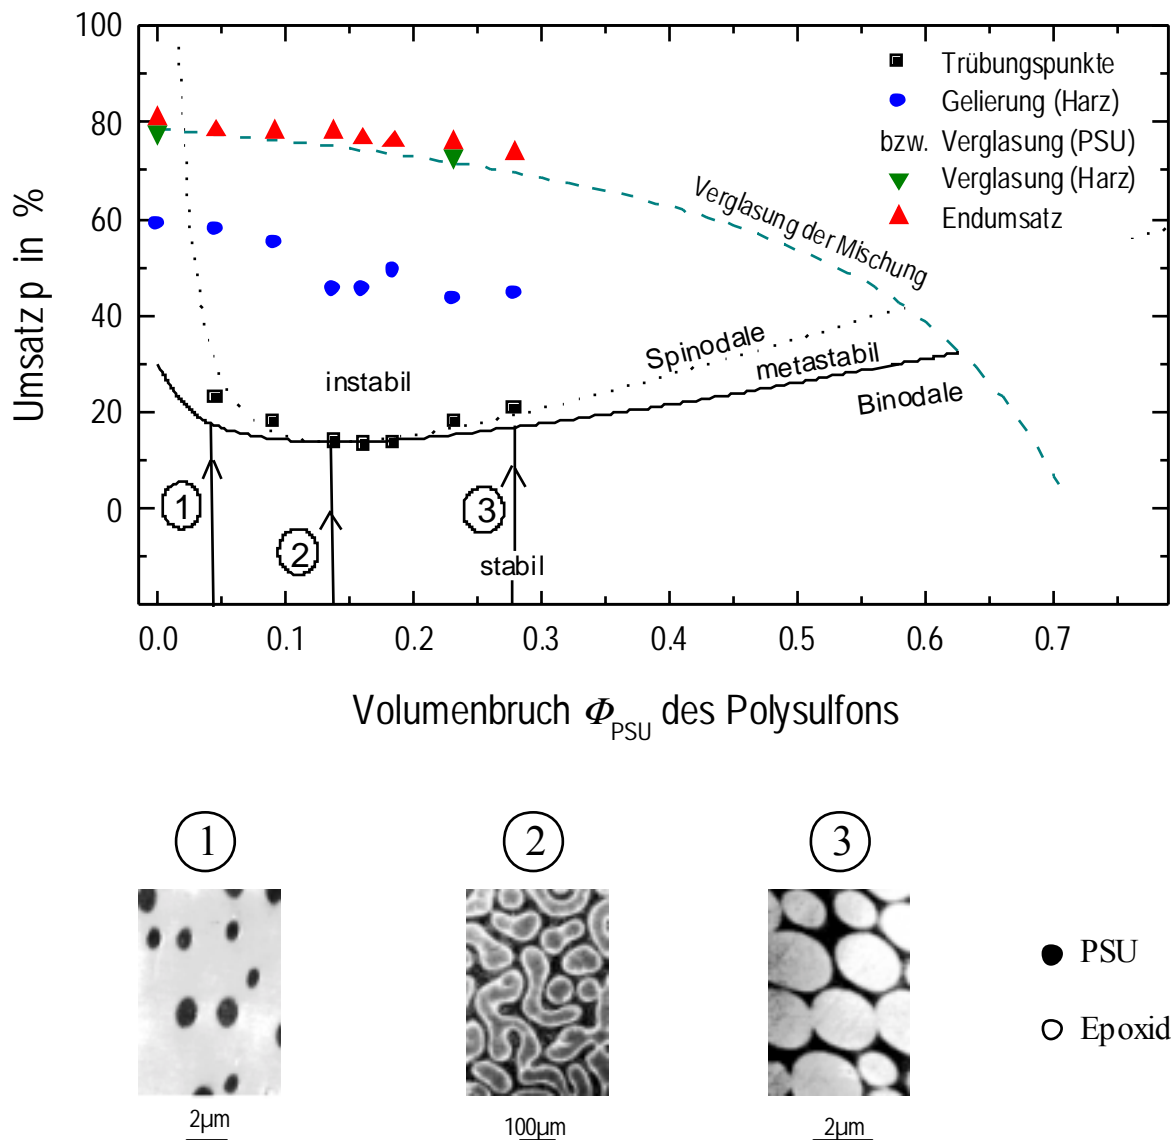 100
80
60
40
20
0
Umsatz p in %
Trübungspunkte
Gelierung (Harz)
bzw. Verglasung (PSU)
Verglasung (Harz)
Endumsatz
Verglasung der Mischung
Spinodale
metastabil
Binodale
instabil
1
2
3
stabil
0.0 0.1 0.2 0.3 0.4 0.5 0.6 0.7
Volumenbruch Φ_PSU des Polysulfons
1 2 3
PSU
Epoxid
2µm 100µm 2µm